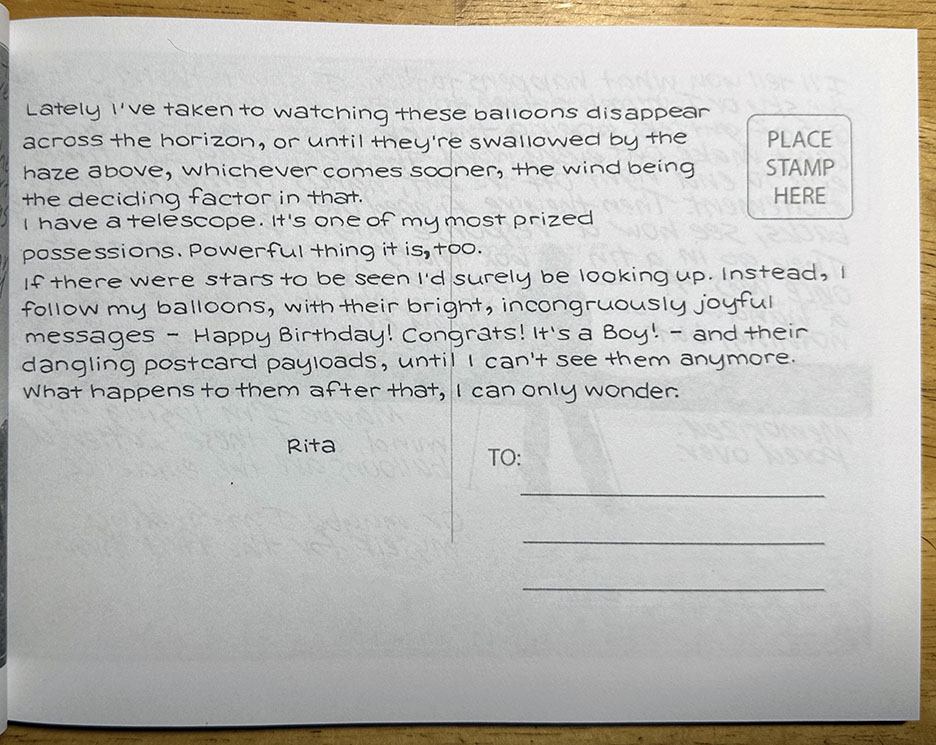 Lately I've taken to watching these balloons disappear
across the horizon, or until they're swallowed by the
haze above, whichever comes sooner, the wind being
the deciding factor in that.
I have a telescope. It's one of my most prized
possessions. Powerful thing it is, too.
If there were stars to be seen I'd surely be looking up. Instead, I
follow my balloons, with their bright, incongruously joyful
messages - Happy Birthday! Congrats! It's a Boy! - and their
dangling postcard payloads, until I can't see them anymore.
What happens to them after that, I can only wonder.
Rita
PLACE
STAMP
HERE
TO: